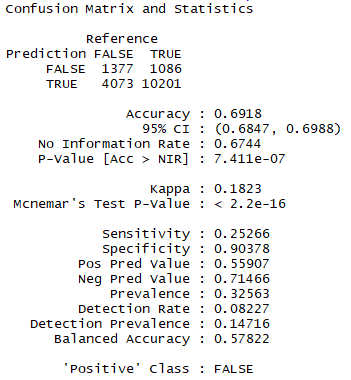 Confusion Matrix and Statistics
Reference
Prediction FALSE TRUE
FALSE 1377 1086
TRUE 4073 10201
Accuracy : 0.6918
95% CI : (0.6847, 0.6988)
No Information Rate : 0.6744
P-Value [Acc > NIR] : 7.411e-07
Kappa : 0.1823
Mcnemar's Test P-Value : < 2.2e-16
Sensitivity : 0.25266
Specificity : 0.90378
Pos Pred Value : 0.55907
Neg Pred Value : 0.71466
Prevalence : 0.32563
Detection Rate : 0.08227
Detection Prevalence : 0.14716
Balanced Accuracy : 0.57822
'Positive' Class : FALSE